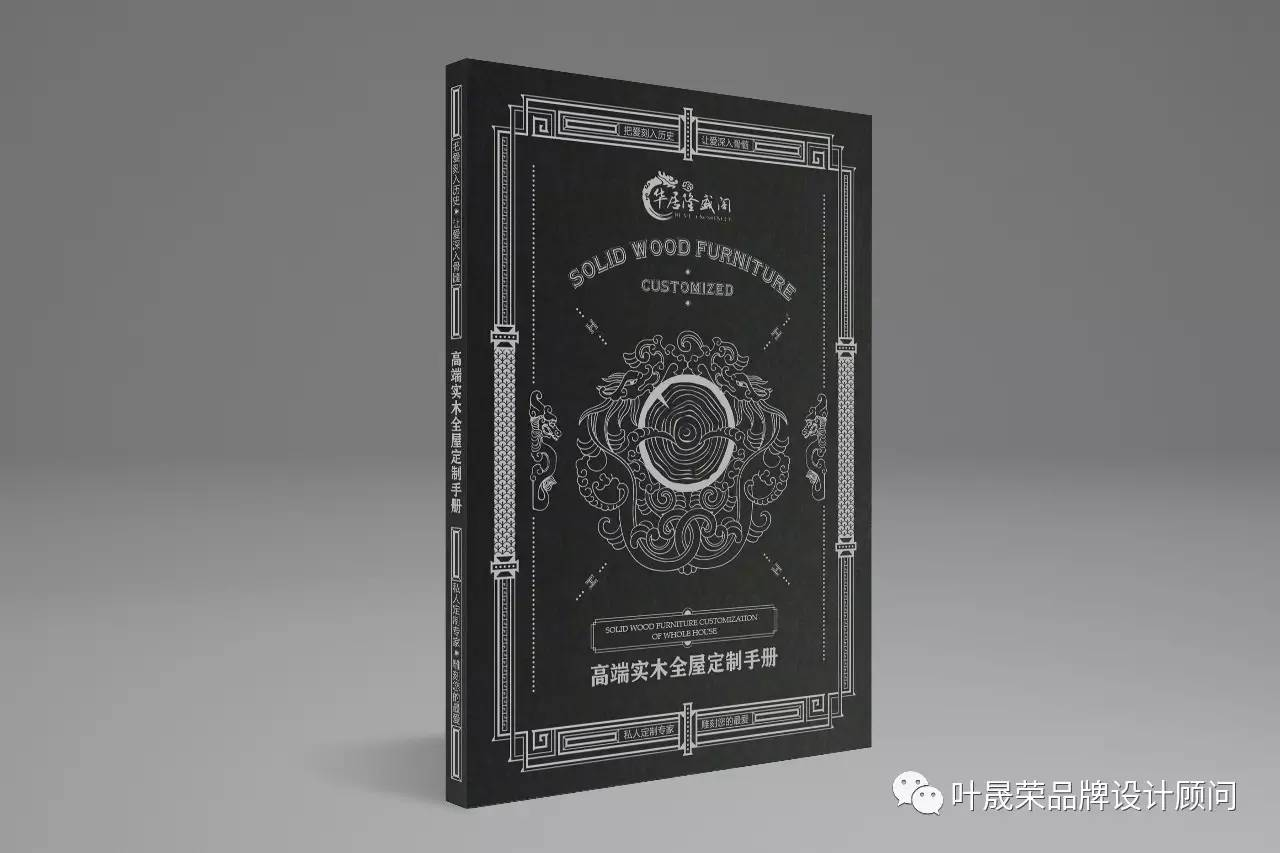 把爱刻入历史 让爱深入骨髓
华居隆盛阁
SOLID WOOD FURNITURE
CUSTOMIZED
SOLID WOOD FURNITURE CUSTOMIZATION
OF WHOLE HOUSE
高端实木全屋定制手册
私人定制专家 雕刻您的最爱
把爱刻入历史 让爱深入骨髓
高端实木全屋定制手册
私人定制专家 雕刻您的最爱
叶晟荣品牌设计顾问